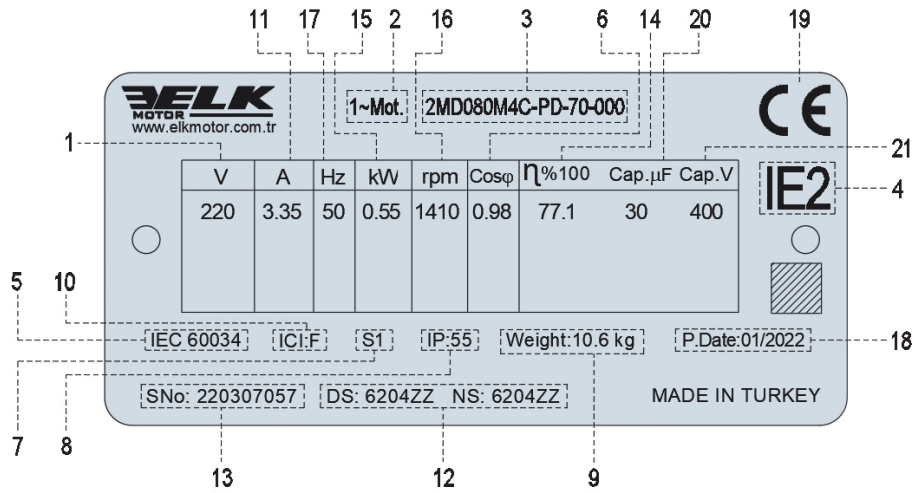 11 17 15 2 16 3 6 14 20 19
ELK
MOTOR
www.elkmotor.com.tr
1~Mot. 2MD080M4C-PD-70-000
CE
1
21
V A Hz kW rpm Cosφ η%100 Cap.µF Cap.V
IE2
4
220 3.35 50 0.55 1410 0.98 77.1 30 400
5 10
IEC 60034 ICI:F S1 IP:55 Weight:10.6 kg P.Date:01/2022
18
SNo: 220307057 DS: 6204ZZ NS: 6204ZZ MADE IN TURKEY
7 8 13 12 9